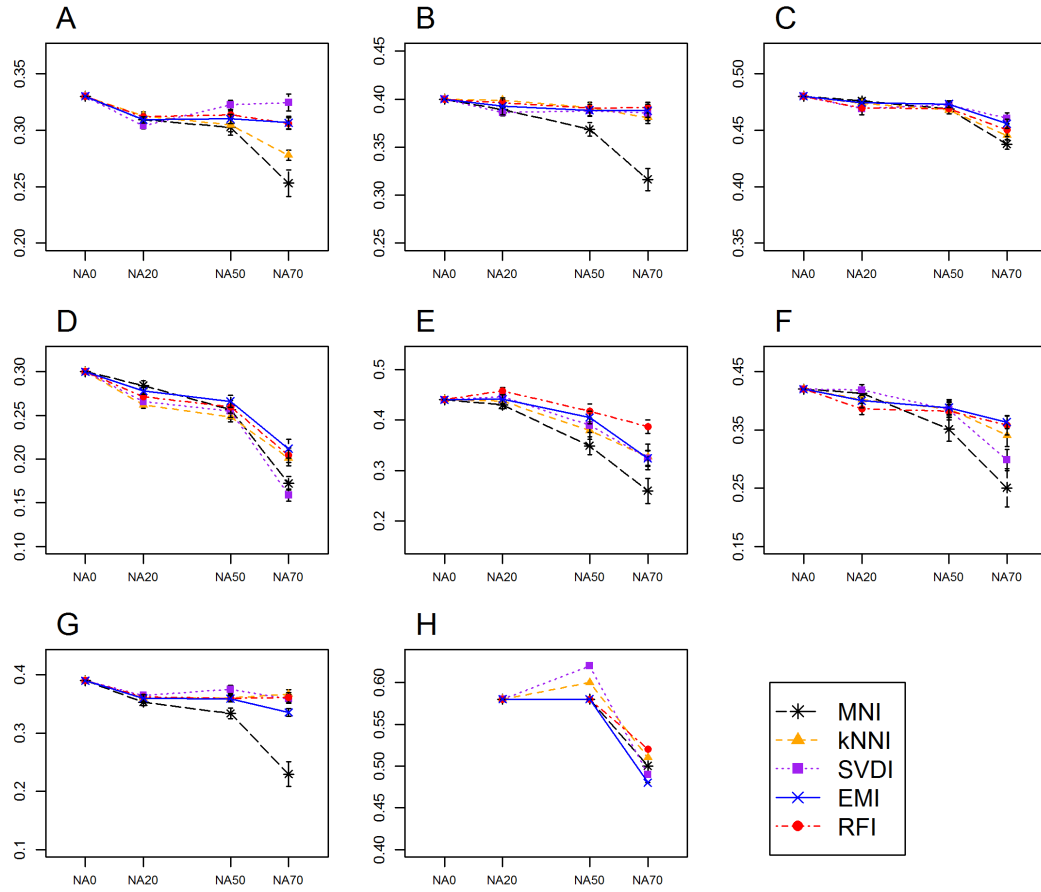 A
0.35
0.30
0.25
0.20
NA0 NA20 NA50 NA70
B
0.45
0.40
0.35
0.30
0.25
NA0 NA20 NA50 NA70
C
0.50
0.45
0.40
0.35
NA0 NA20 NA50 NA70
D
0.30
0.25
0.20
0.15
0.10
NA0 NA20 NA50 NA70
E
0.5
0.4
0.3
0.2
NA0 NA20 NA50 NA70
F
0.45
0.35
0.25
0.15
NA0 NA20 NA50 NA70
G
0.4
0.3
0.2
0.1
NA0 NA20 NA50 NA70
H
0.60
0.55
0.50
0.45
0.40
NA0 NA20 NA50 NA70
MNI
kNNI
SVDI
EMI
RFI